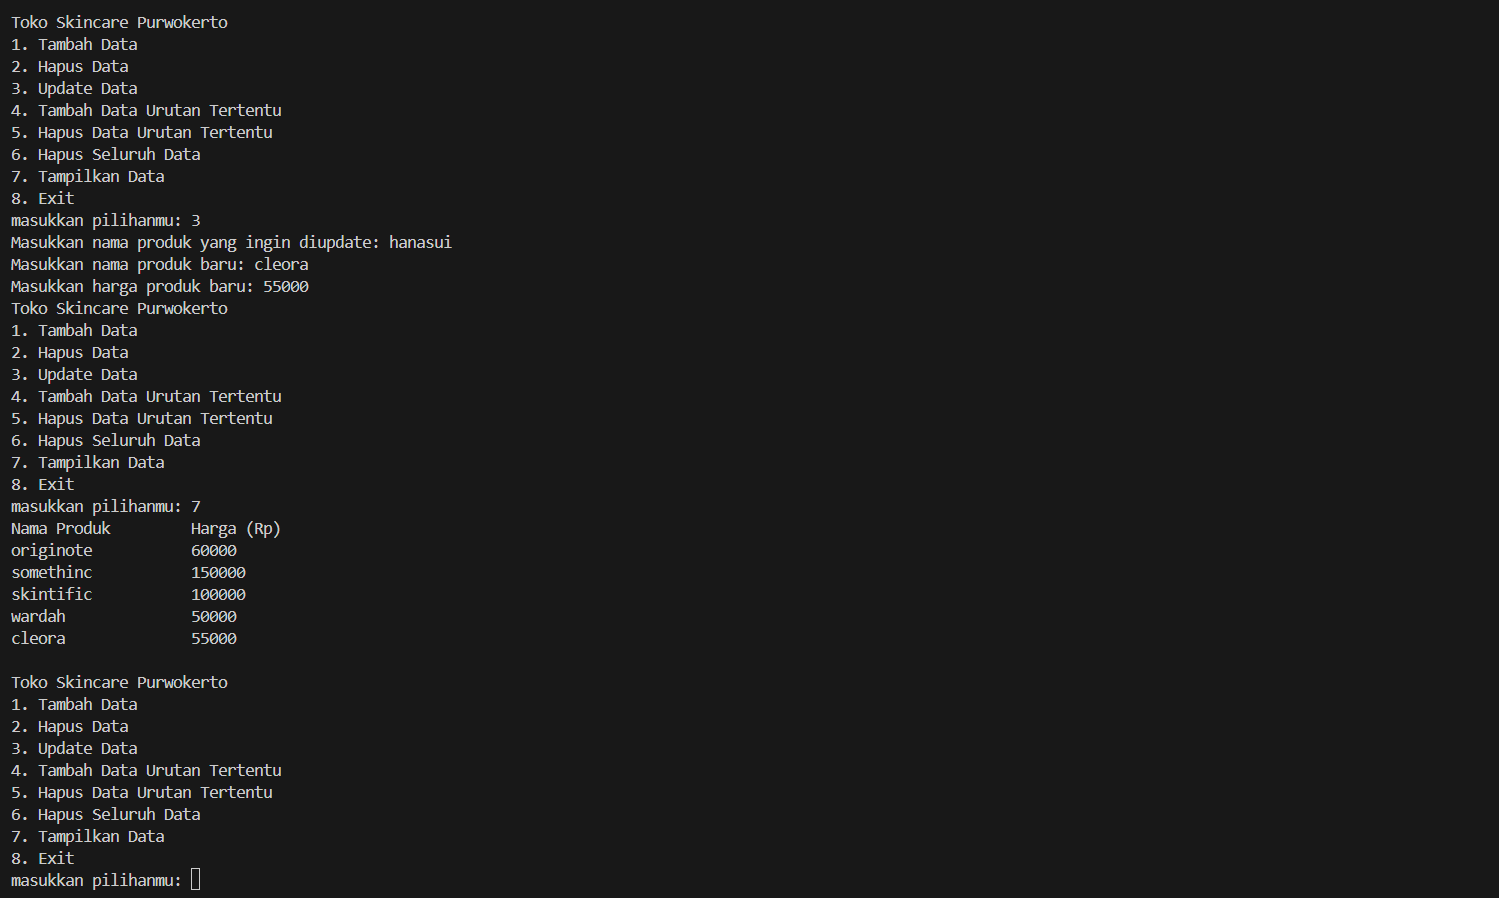 Toko Skincare Purwokerto
1. Tambah Data
2. Hapus Data
3. Update Data
4. Tambah Data Urutan Tertentu
5. Hapus Data Urutan Tertentu
6. Hapus Seluruh Data
7. Tampilkan Data
8. Exit
masukkan pilihanmu: 3
Masukkan nama produk yang ingin diupdate: hanasui
Masukkan nama produk baru: cleora
Masukkan harga produk baru: 55000
Toko Skincare Purwokerto
1. Tambah Data
2. Hapus Data
3. Update Data
4. Tambah Data Urutan Tertentu
5. Hapus Data Urutan Tertentu
6. Hapus Seluruh Data
7. Tampilkan Data
8. Exit
masukkan pilihanmu: 7
Nama Produk         Harga (Rp)
originote           60000
somethinc           150000
skintific           100000
wardah              50000
cleora              55000

Toko Skincare Purwokerto
1. Tambah Data
2. Hapus Data
3. Update Data
4. Tambah Data Urutan Tertentu
5. Hapus Data Urutan Tertentu
6. Hapus Seluruh Data
7. Tampilkan Data
8. Exit
masukkan pilihanmu: